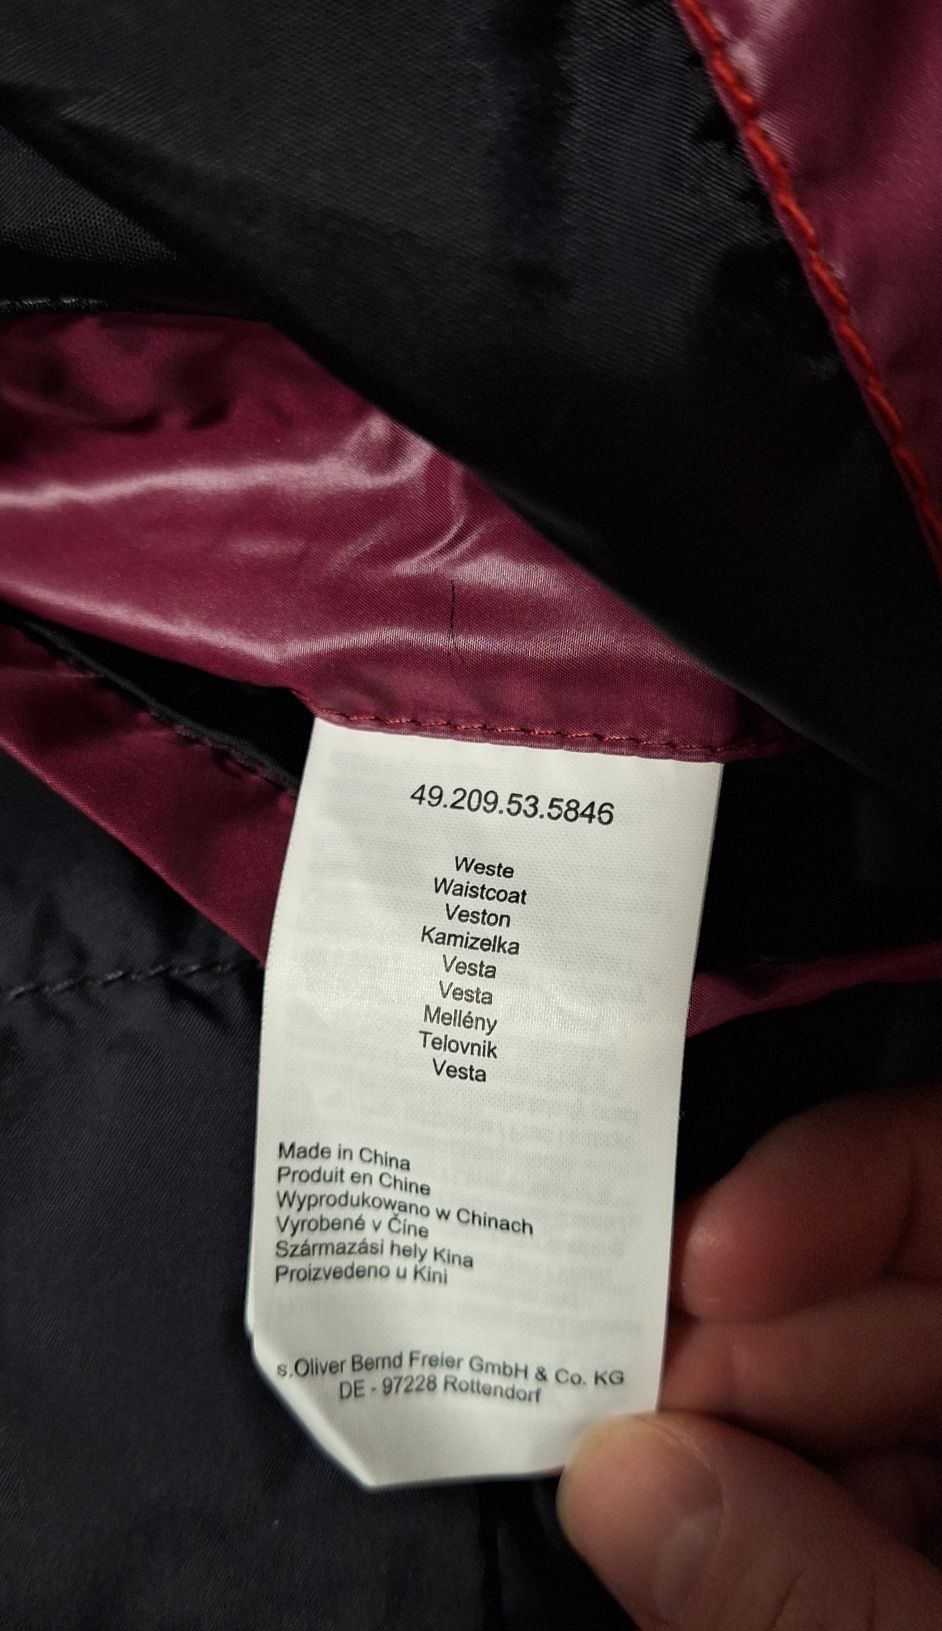 49.209.53.5846
Weste
Waistcoat
Veston
Kamizelka
Vesta
Vesta
Mellény
Telovnik
Vesta
Made in China
Produit en Chine
Wyprodukowano w Chinach
Vyrobené v Číne
Származási hely Kina
Proizvedeno u Kini
s.Oliver Bernd Freier GmbH & Co. KG
DE - 97228 Rottendorf